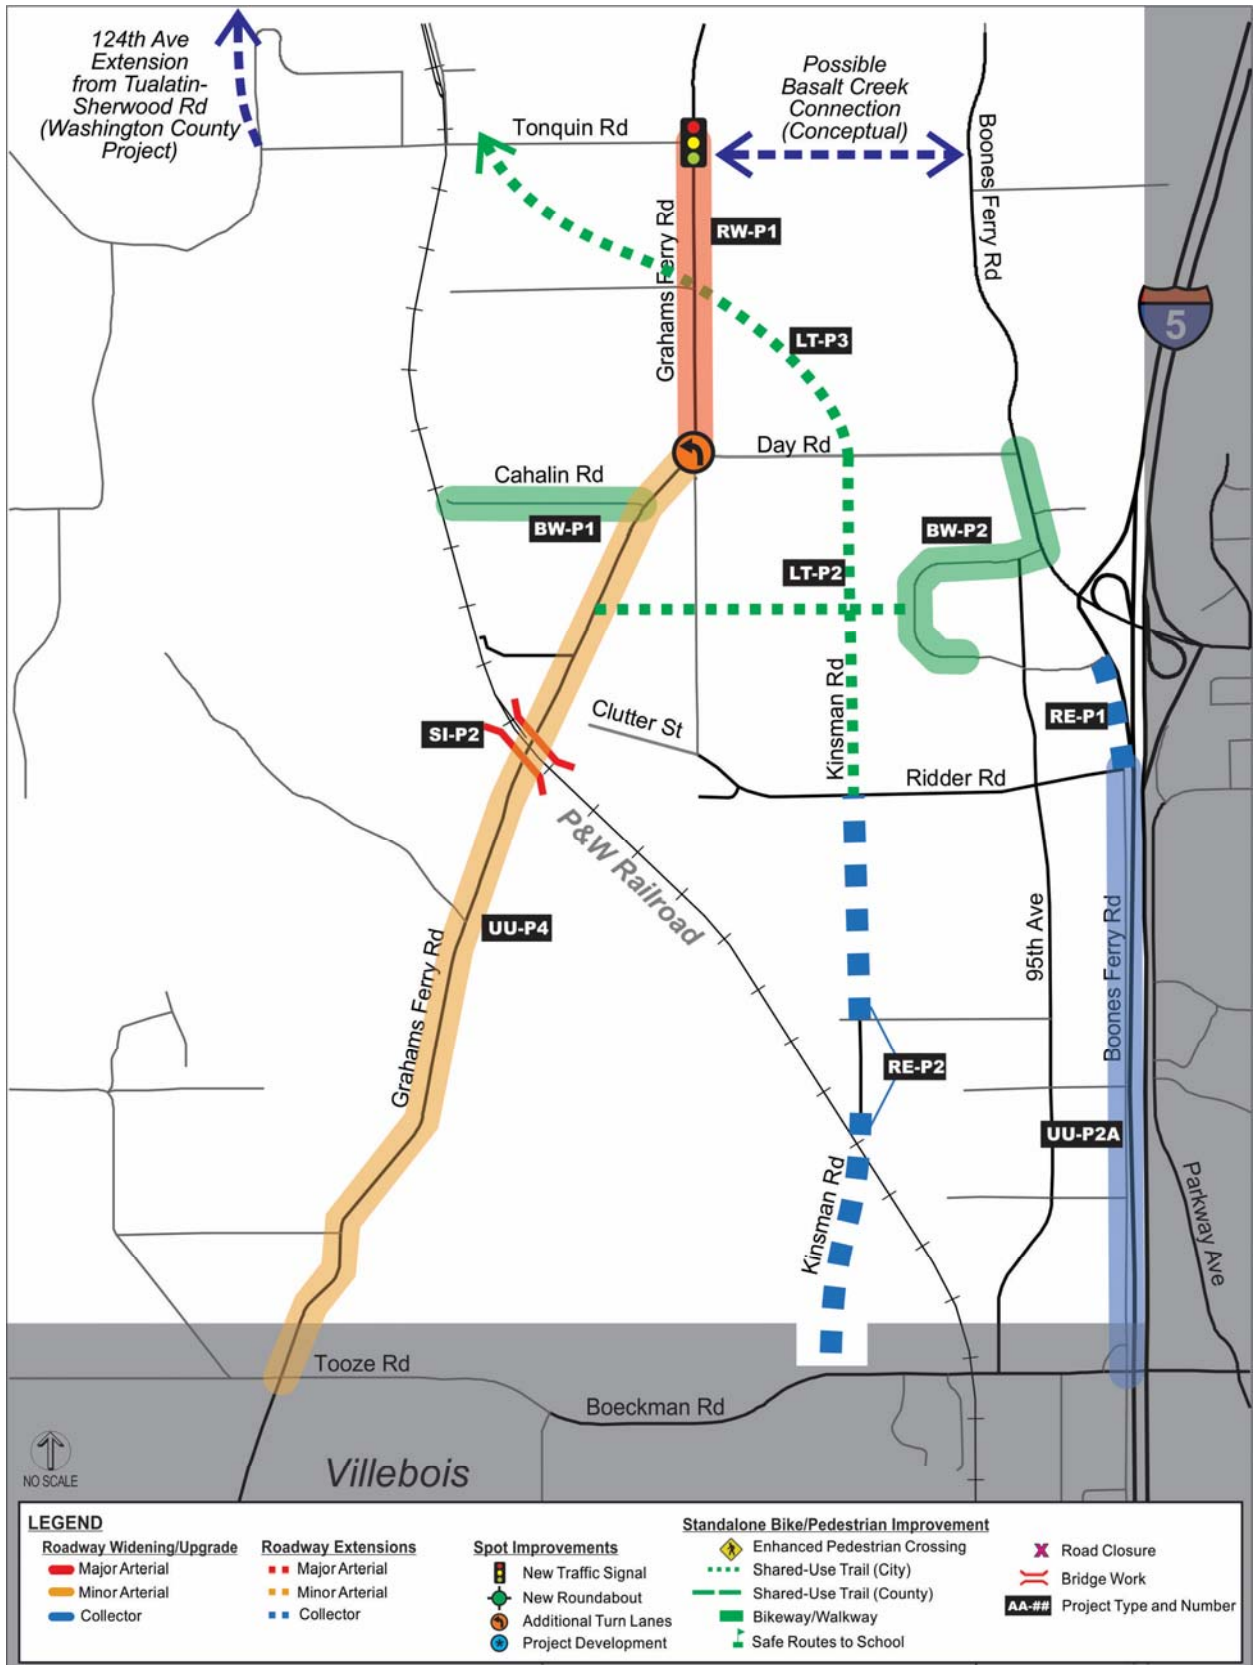 124th Ave
Extension
from Tualatin-
Sherwood Rd
(Washington County
Project)
Possible
Basalt Creek
Connection
(Conceptual)
Tonquin Rd
Boones Ferry Rd
Grahams Ferry Rd
RW-P1
5
LT-P3
Day Rd
Cahalin Rd
BW-P1
BW-P2
LT-P2
Kinsman Rd
Clutter St
SI-P2
RE-P1
Ridder Rd
P&W Railroad
UU-P4
Grahams Ferry Rd
95th Ave
Boones Ferry Rd
RE-P2
UU-P2A
Kinsman Rd
Parkway Ave
Tooze Rd
Boeckman Rd
NO SCALE
Villebois
LEGEND
Roadway Widening/Upgrade
Major Arterial
Minor Arterial
Collector
Roadway Extensions
Major Arterial
Minor Arterial
Collector
Spot Improvements
New Traffic Signal
New Roundabout
Additional Turn Lanes
Project Development
Standalone Bike/Pedestrian Improvement
Enhanced Pedestrian Crossing
Shared-Use Trail (City)
Shared-Use Trail (County)
Bikeway/Walkway
Safe Routes to School
Road Closure
Bridge Work
AA-## Project Type and Number